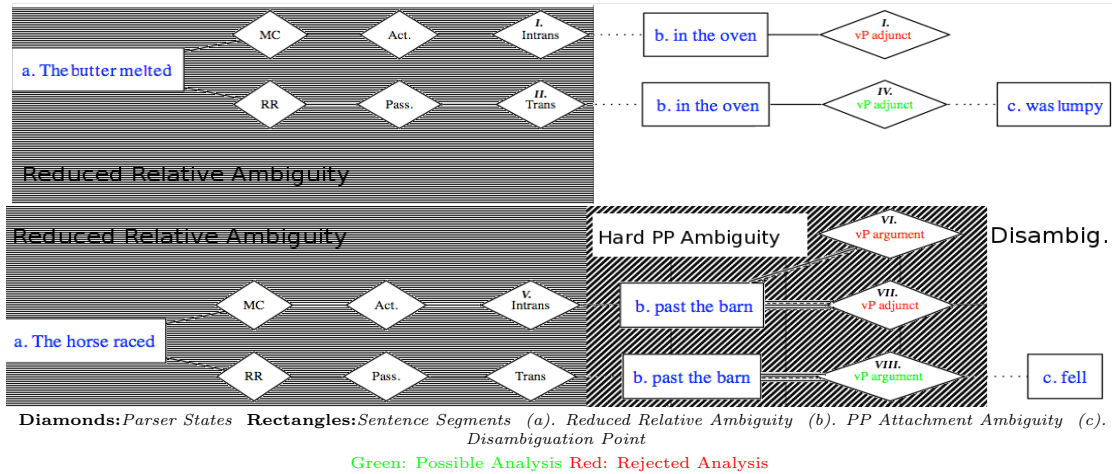 I.
MC
Act.
Intrans
b. in the oven
I.
vP adjunct
a. The butter melted
RR
Pass.
II.
Trans
b. in the oven
IV.
vP adjunct
c. was lumpy
Reduced Relative Ambiguity
Reduced Relative Ambiguity
Hard PP Ambiguity
VI.
vP argument
Disambig.
MC
Act.
V.
Intrans
b. past the barn
VII.
vP adjunct
a. The horse raced
RR
Pass.
Trans
b. past the barn
VIII.
vP argument
c. fell
Diamonds:Parser States Rectangles:Sentence Segments (a). Reduced Relative Ambiguity (b). PP Attachment Ambiguity (c).
Disambiguation Point
Green: Possible Analysis Red: Rejected Analysis